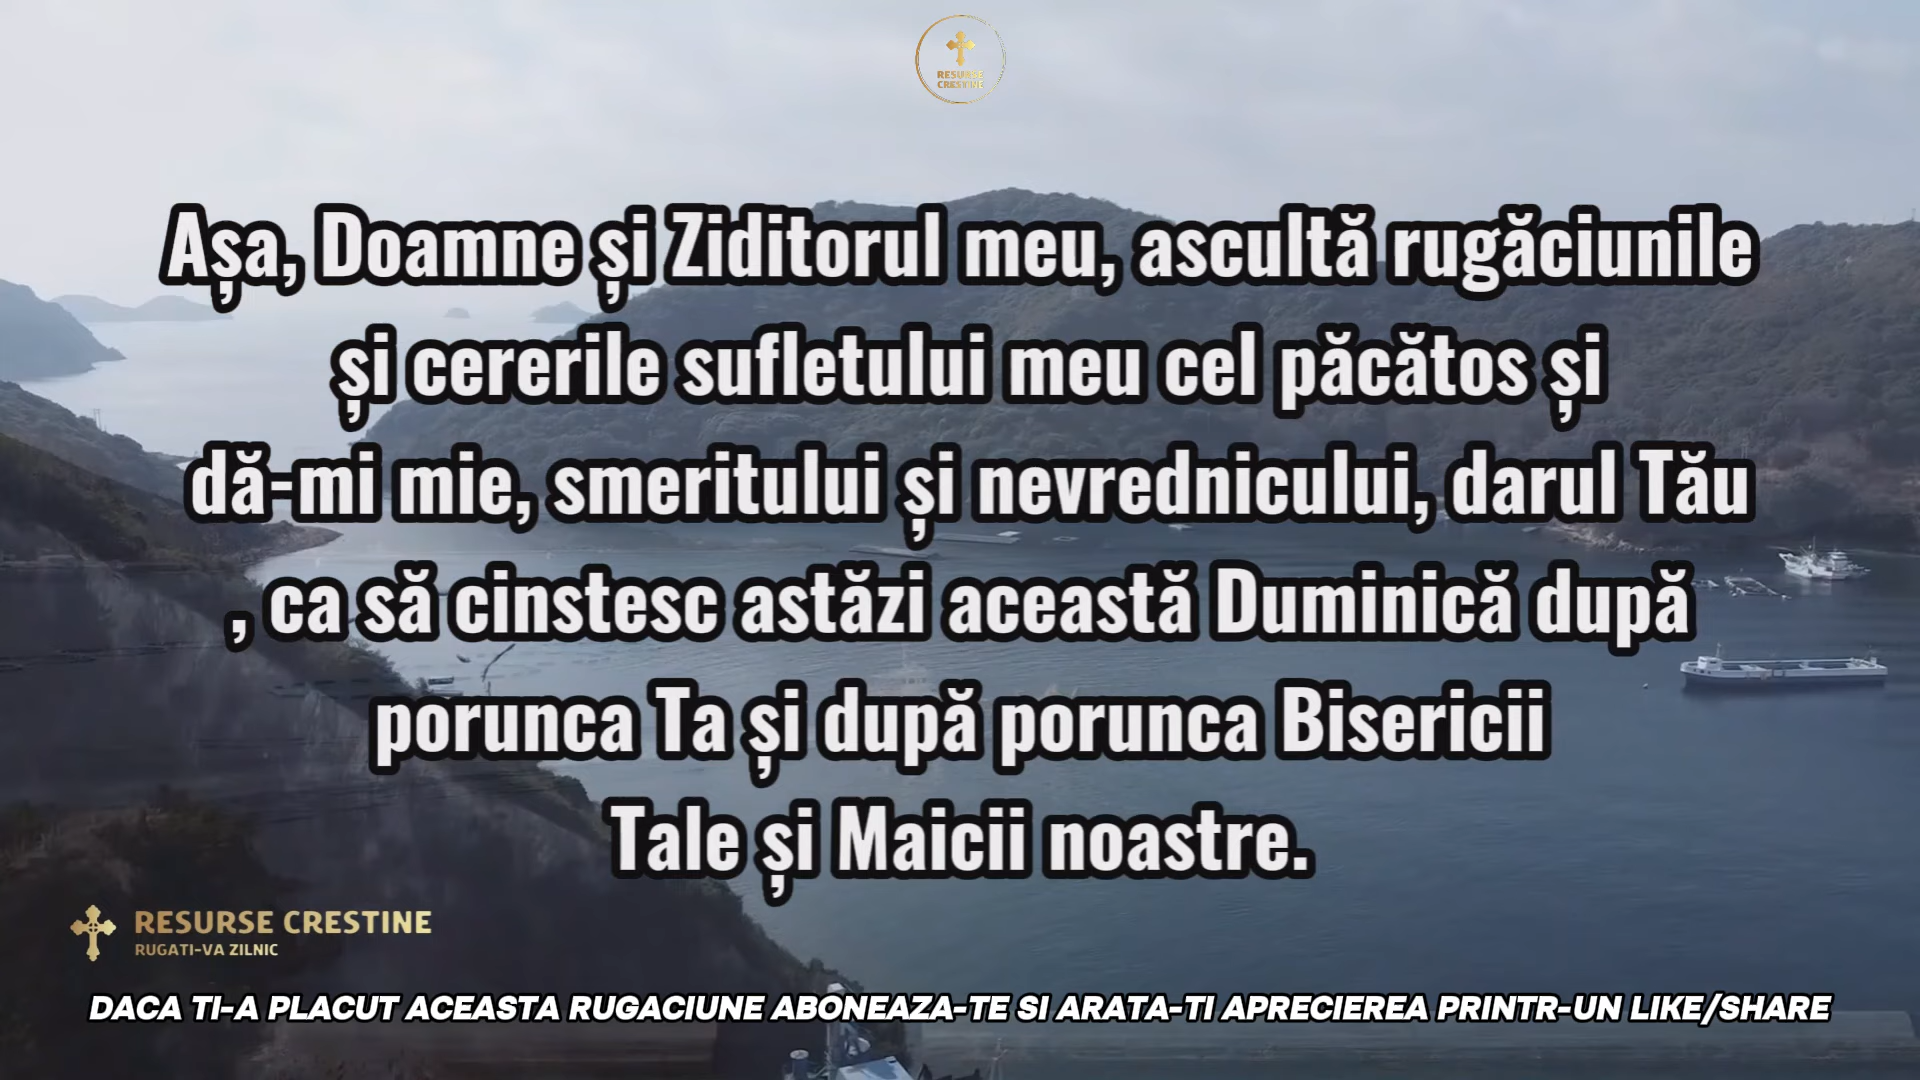 RESURSE
CRESTINE
Așa, Doamne și Ziditorul meu, ascultă rugăciunile
și cererile sufletului meu cel păcătos și
dă-mi mie, smeritului și nevrednicului, darul Tău
, ca să cinstesc astăzi această Duminică după
porunca Ta și după porunca Bisericii
Tale și Maicii noastre.
RESURSE CRESTINE
RUGATI-VA ZILNIC
DACA TI-A PLACUT ACEASTA RUGACIUNE ABONEAZA-TE SI ARATA-TI APRECIEREA PRINTR-UN LIKE/SHARE